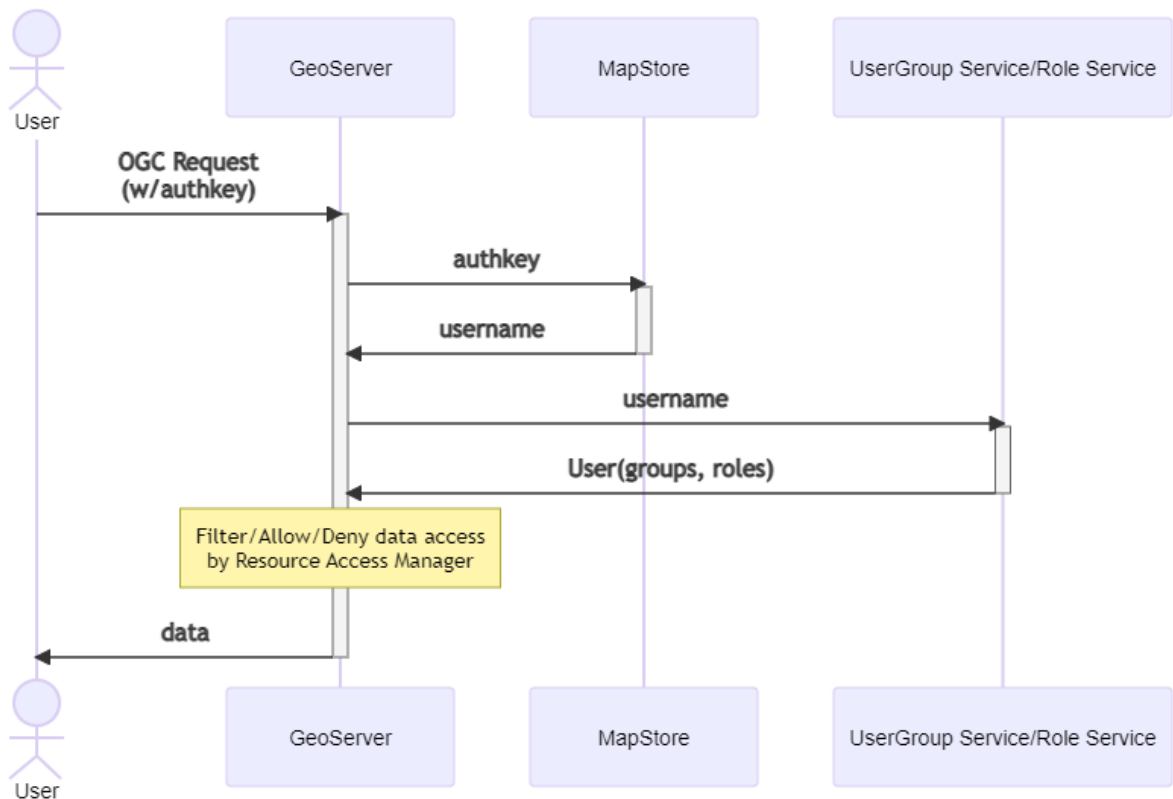 GeoServer
MapStore
UserGroup Service/Role Service
User
OGC Request
(w/authkey)
authkey
username
username
User(groups, roles)
Filter/Allow/Deny data access
by Resource Access Manager
data
GeoServer
MapStore
UserGroup Service/Role Service
User